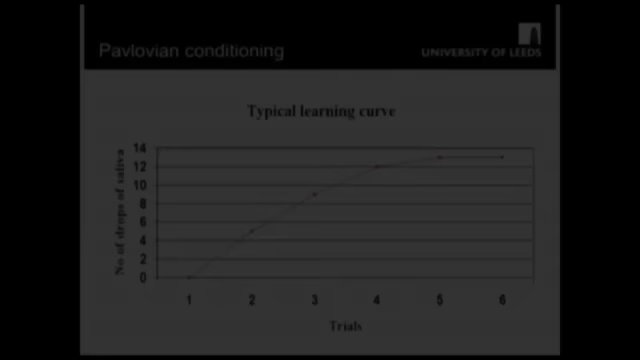 Pavlovian conditioning
UNIVERSITY OF LEEDS
Typical learning curve
No of drops of saliva
14
12
10
8
6
4
2
0
1 2 3 4 5 6
Trials